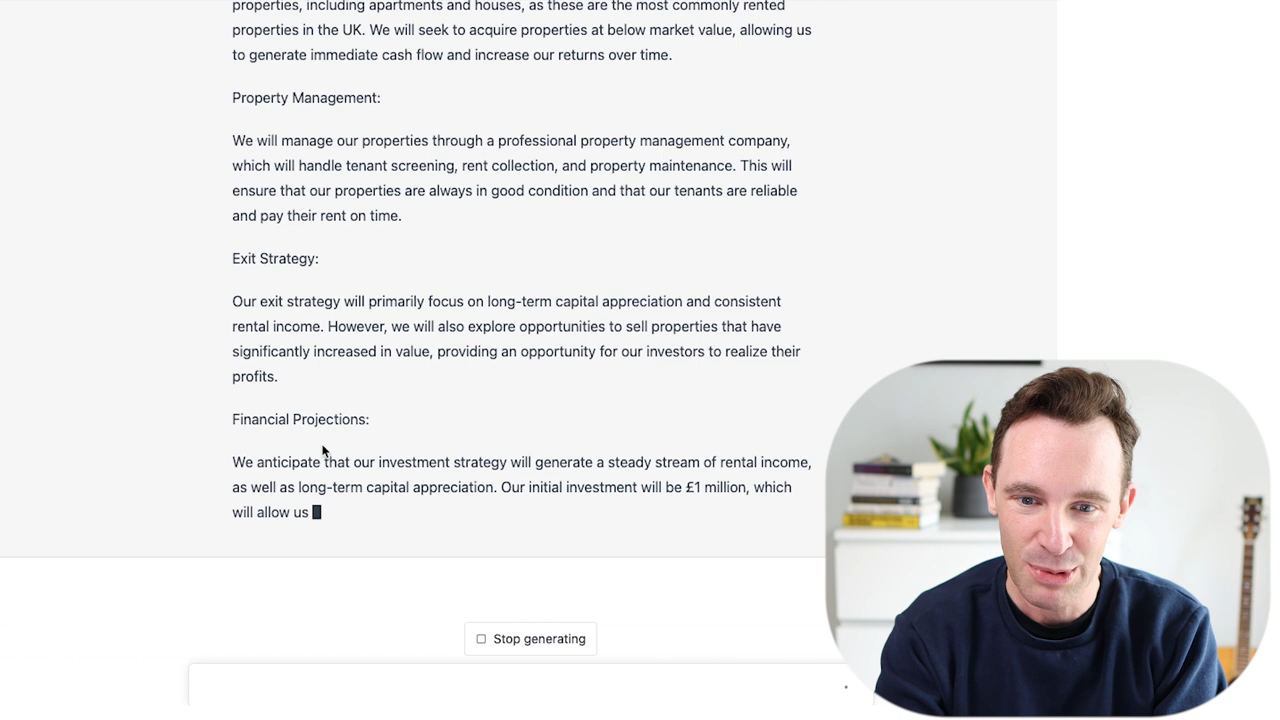 properties, including apartments and houses, as these are the most commonly rented
properties in the UK. We will seek to acquire properties at below market value, allowing us
to generate immediate cash flow and increase our returns over time.
Property Management:
We will manage our properties through a professional property management company,
which will handle tenant screening, rent collection, and property maintenance. This will
ensure that our properties are always in good condition and that our tenants are reliable
and pay their rent on time.
Exit Strategy:
Our exit strategy will primarily focus on long-term capital appreciation and consistent
rental income. However, we will also explore opportunities to sell properties that have
significantly increased in value, providing an opportunity for our investors to realize their
profits.
Financial Projections:
We anticipate that our investment strategy will generate a steady stream of rental income,
as well as long-term capital appreciation. Our initial investment will be £1 million, which
will allow us
Stop generating